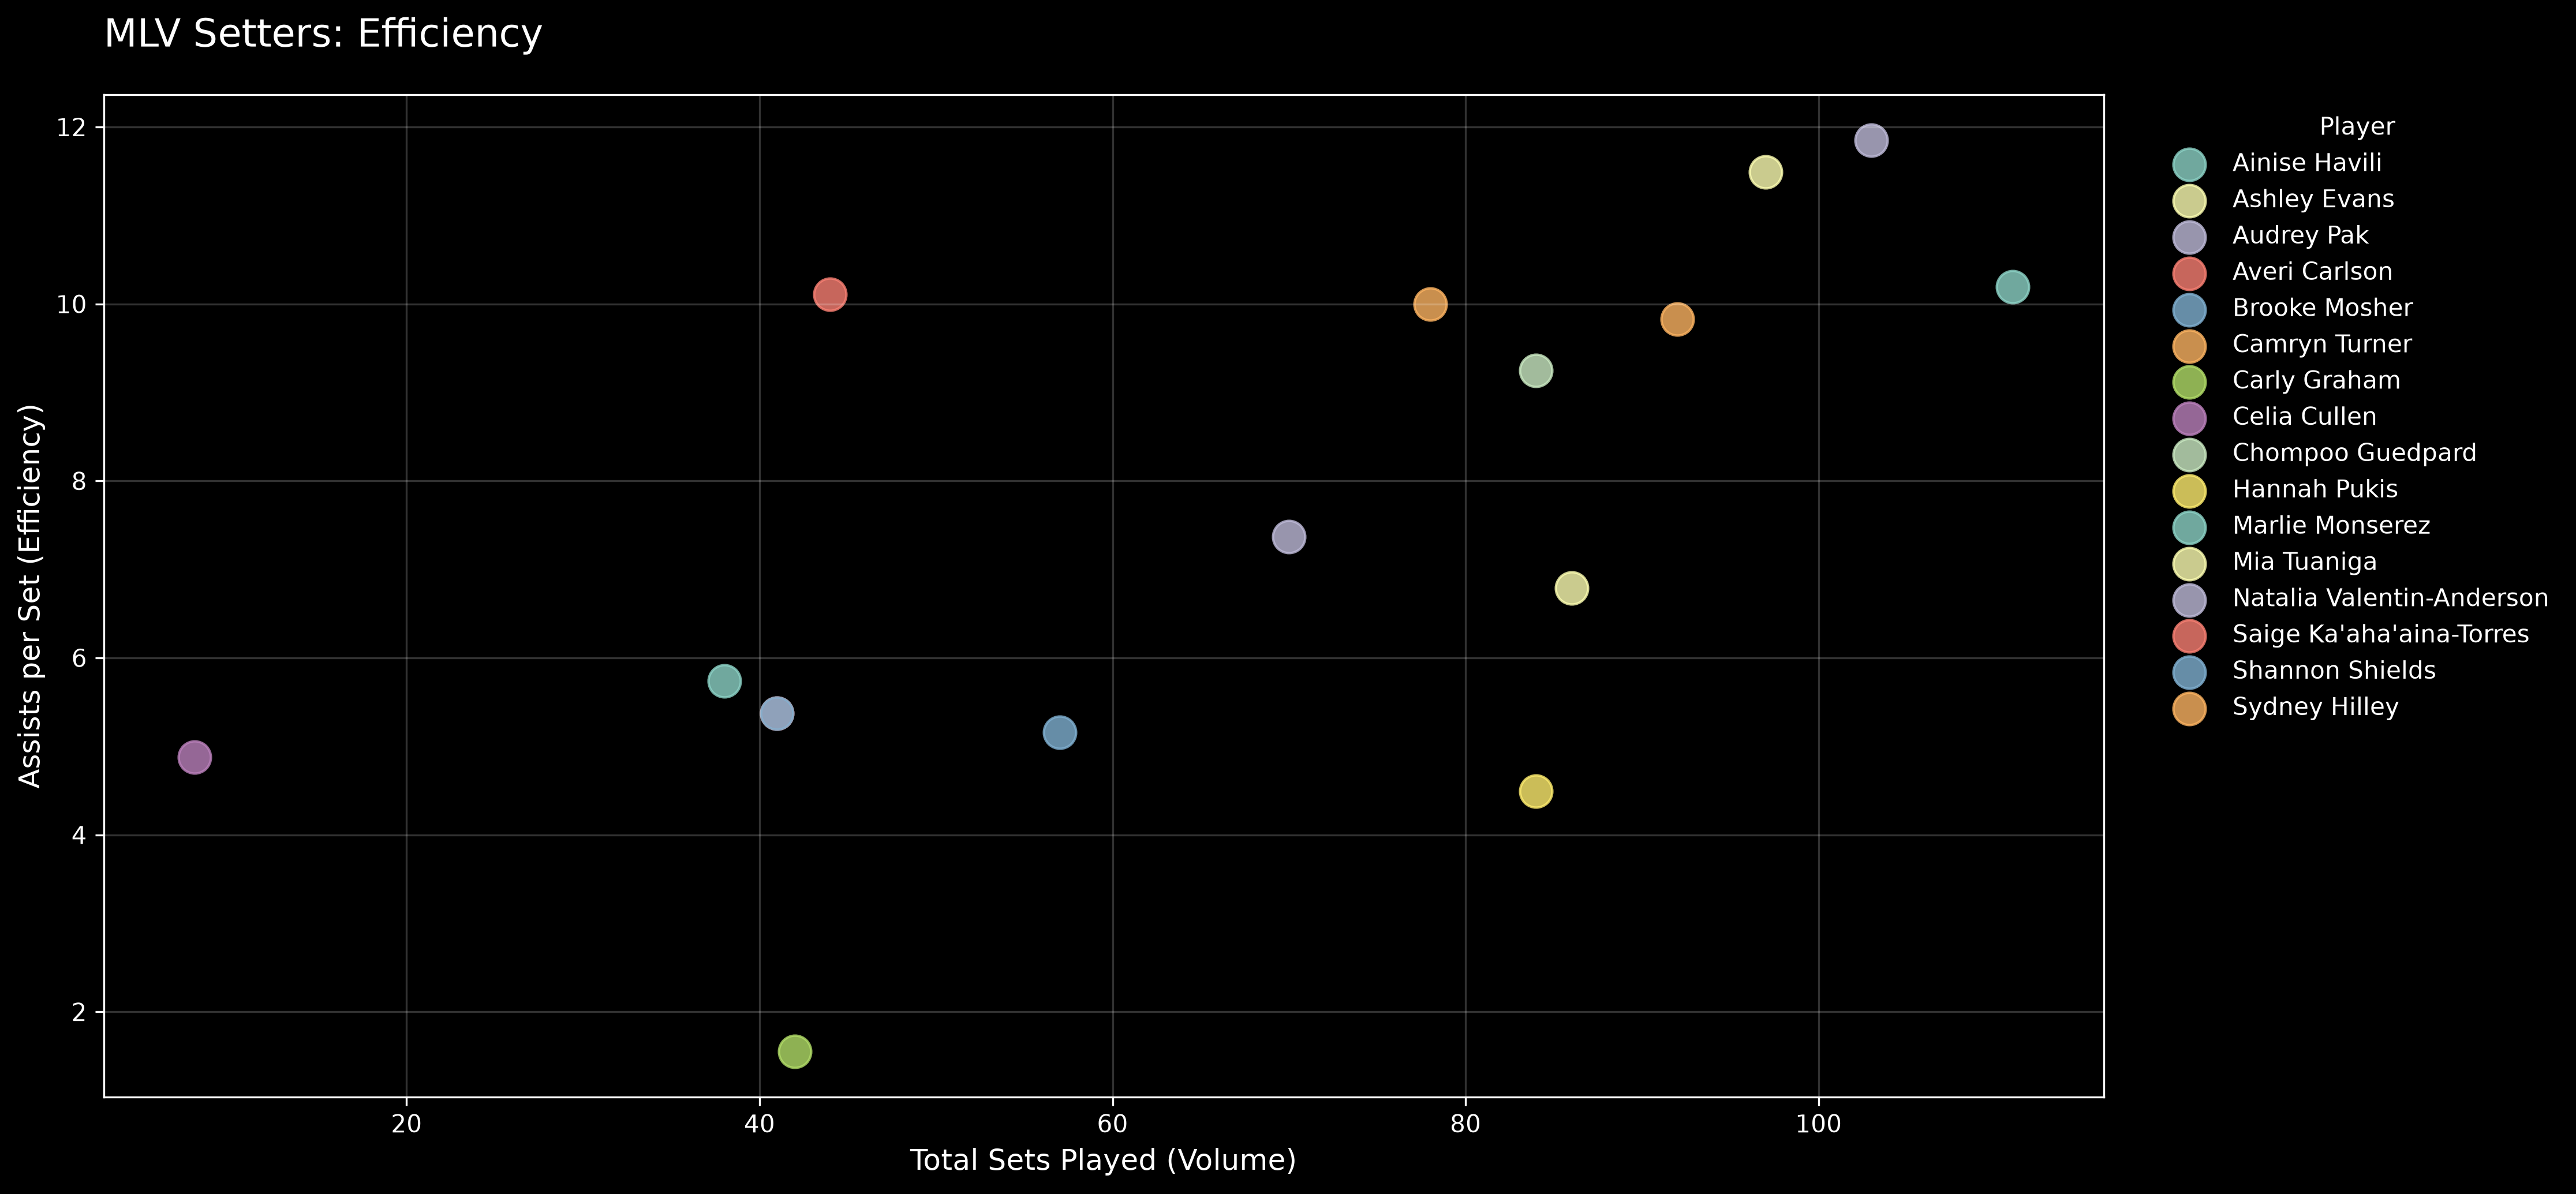 MLV Setters: Efficiency
12
10
8
6
4
2
Assists per Set (Efficiency)
20
40
60
80
100
Total Sets Played (Volume)
Player
Ainise Havili
Ashley Evans
Audrey Pak
Averi Carlson
Brooke Mosher
Camryn Turner
Carly Graham
Celia Cullen
Chompoo Guedpard
Hannah Pukis
Marlie Monserez
Mia Tuaniga
Natalia Valentin-Anderson
Saige Ka'aha'aina-Torres
Shannon Shields
Sydney Hilley